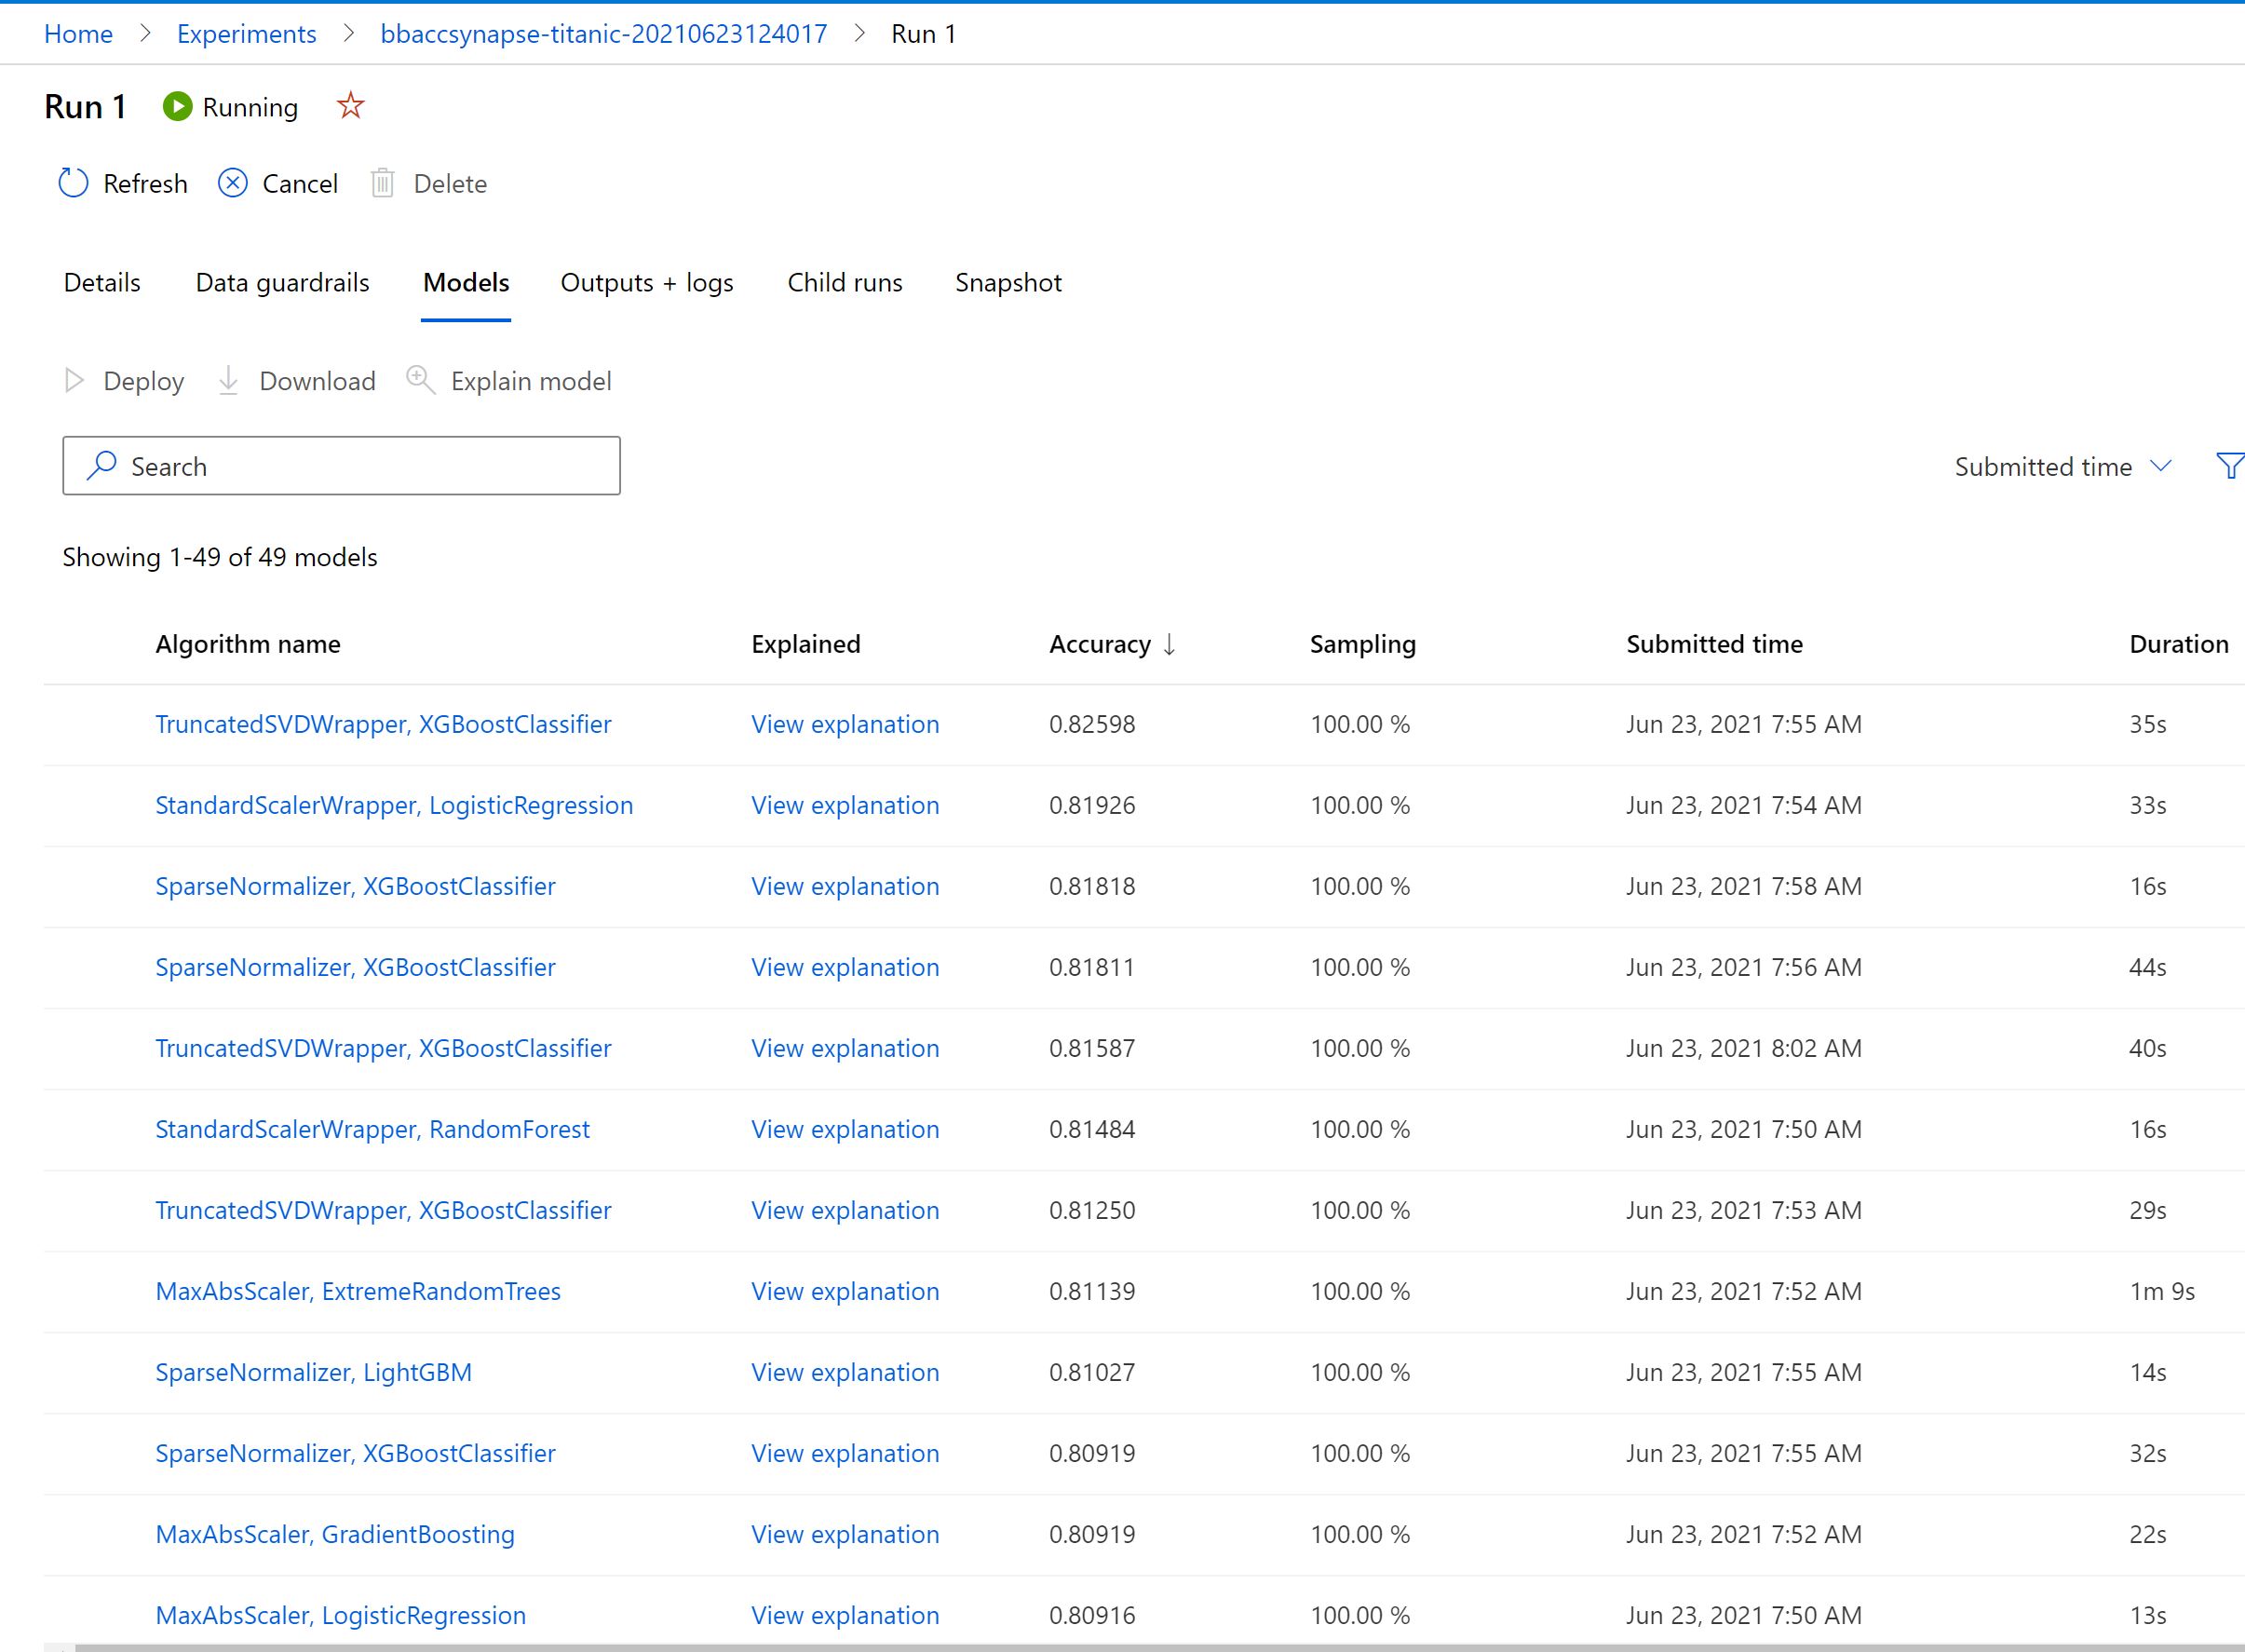 Home > Experiments > bbaccsynapse-titanic-20210623124017 > Run 1
Run 1 Running
Refresh Cancel Delete
Details Data guardrails Models Outputs + logs Child runs Snapshot
Deploy Download Explain model
Search Submitted time
Showing 1-49 of 49 models
Algorithm name Explained Accuracy ↓ Sampling Submitted time Duration
TruncatedSVDWrapper, XGBoostClassifier View explanation 0.82598 100.00 % Jun 23, 2021 7:55 AM 35s
StandardScalerWrapper, LogisticRegression View explanation 0.81926 100.00 % Jun 23, 2021 7:54 AM 33s
SparseNormalizer, XGBoostClassifier View explanation 0.81818 100.00 % Jun 23, 2021 7:58 AM 16s
SparseNormalizer, XGBoostClassifier View explanation 0.81811 100.00 % Jun 23, 2021 7:56 AM 44s
TruncatedSVDWrapper, XGBoostClassifier View explanation 0.81587 100.00 % Jun 23, 2021 8:02 AM 40s
StandardScalerWrapper, RandomForest View explanation 0.81484 100.00 % Jun 23, 2021 7:50 AM 16s
TruncatedSVDWrapper, XGBoostClassifier View explanation 0.81250 100.00 % Jun 23, 2021 7:53 AM 29s
MaxAbsScaler, ExtremeRandomTrees View explanation 0.81139 100.00 % Jun 23, 2021 7:52 AM 1m 9s
SparseNormalizer, LightGBM View explanation 0.81027 100.00 % Jun 23, 2021 7:55 AM 14s
SparseNormalizer, XGBoostClassifier View explanation 0.80919 100.00 % Jun 23, 2021 7:55 AM 32s
MaxAbsScaler, GradientBoosting View explanation 0.80919 100.00 % Jun 23, 2021 7:52 AM 22s
MaxAbsScaler, LogisticRegression View explanation 0.80916 100.00 % Jun 23, 2021 7:50 AM 13s